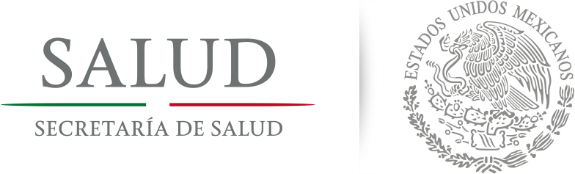 SALUD
SECRETARÍA DE SALUD
ESTADOS UNIDOS MEXICANOS